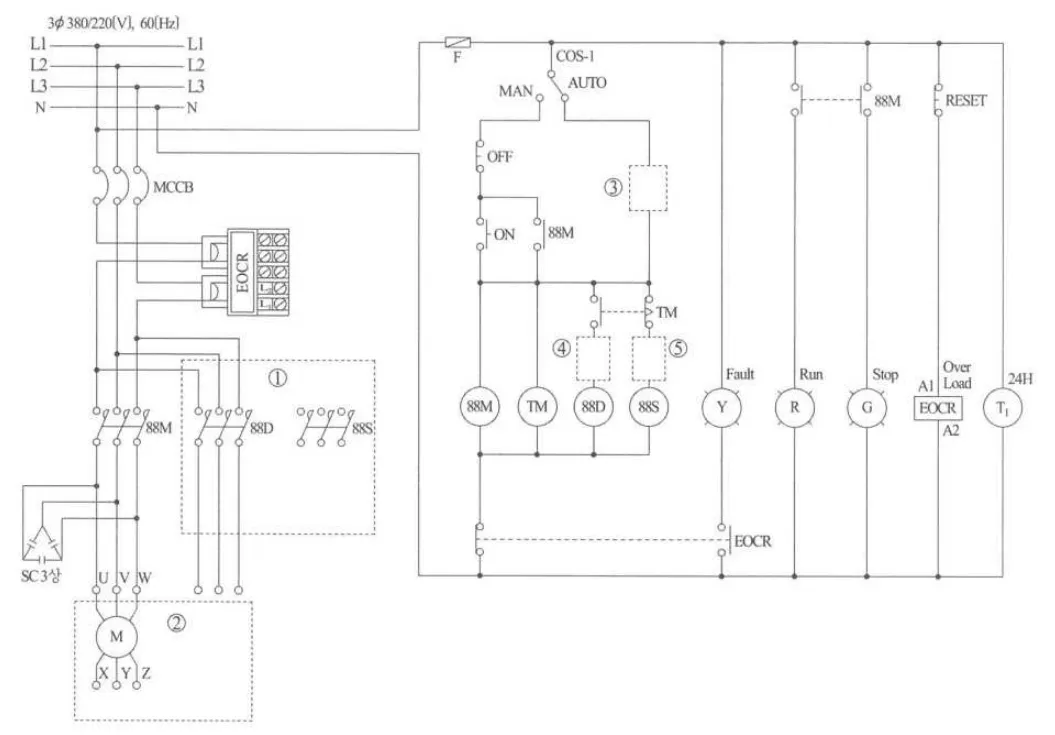 3ϕ 380/220(V), 60(Hz)
L1 L1
L2 L2
L3 L3
N N
F
COS-1
MAN
AUTO
OFF
③
88M
RESET
MCCB
EOCR
ON
88M
TM
①
④
⑤
88M
88D
88S
88M
TM
88D
88S
Fault
Y
Run
R
Stop
G
A1
Over
Load
EOCR
A2
24H
T₁
SC 3상
U V W
EOCR
②
M
X Y Z